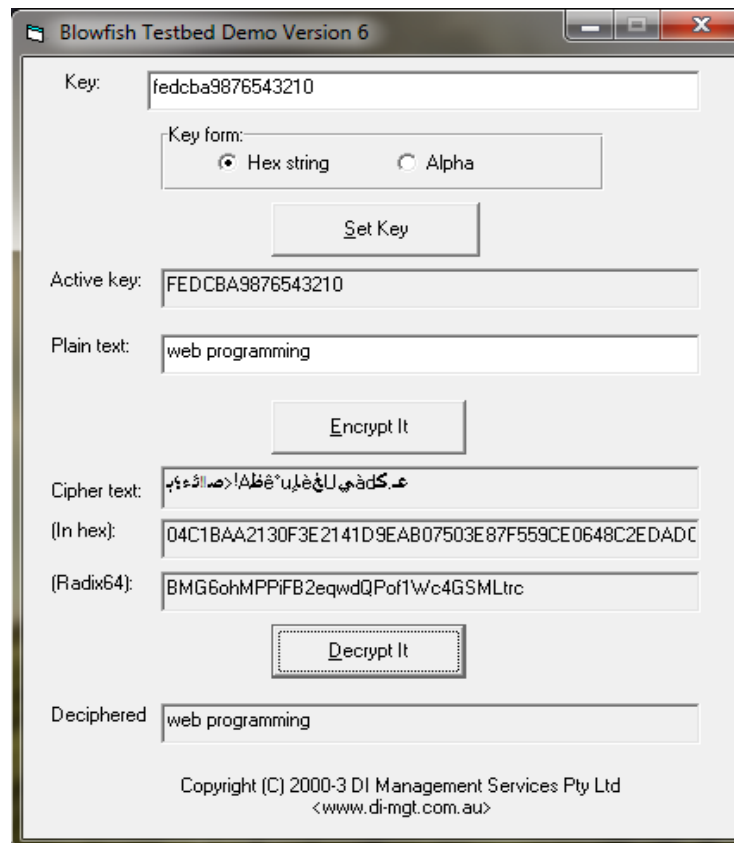 Blowfish Testbed Demo Version 6
Key: fedcba9876543210
Key form:
Hex string Alpha
Set Key
Active key: FEDCBA9876543210
Plain text: web programming
Encrypt It
Cipher text:
(In hex): 04C1BAA2130F3E2141D9EAB07503E87F559CE0648C2EDADC
(Radix64): BMG6ohMPPiFB2eqwdQPof1Wc4GSMLtrc
Decrypt It
Deciphered web programming
Copyright (C) 2000-3 DI Management Services Pty Ltd
<www.di-mgt.com.au>